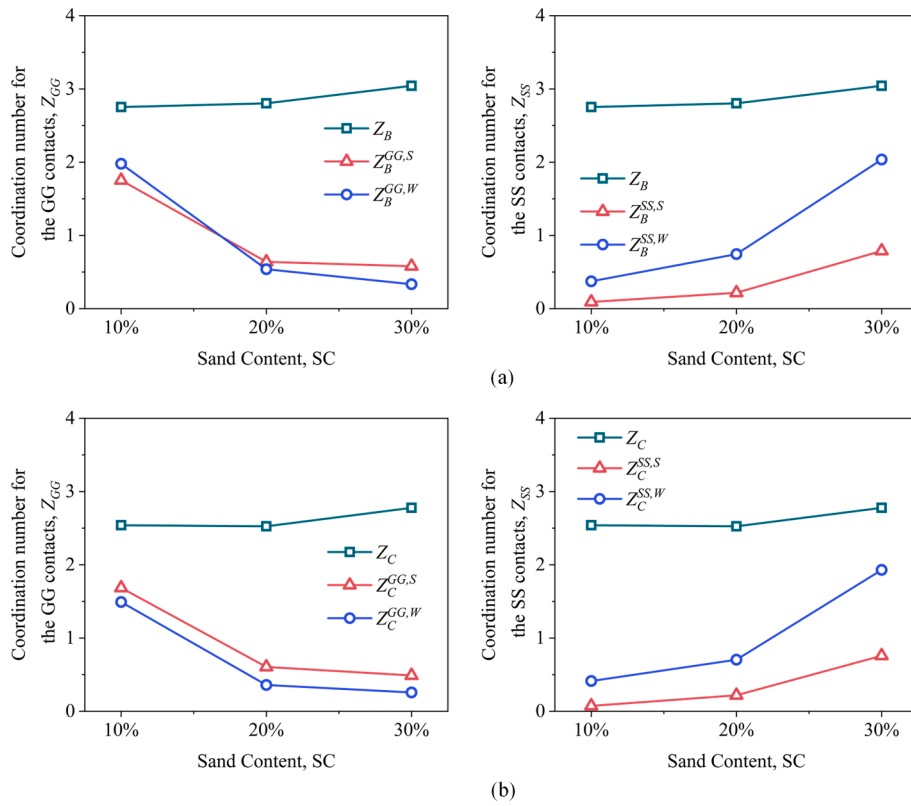 4
3
2
1
0
Coordination number for
the GG contacts, Z_GG
Z_B
Z_B^GG,S
Z_B^GG,W
10%
20%
30%
Sand Content, SC
4
3
2
1
0
Coordination number for
the SS contacts, Z_SS
Z_B
Z_B^SS,S
Z_B^SS,W
10%
20%
30%
Sand Content, SC
(a)
4
3
2
1
0
Coordination number for
the GG contacts, Z_GG
Z_C
Z_C^GG,S
Z_C^GG,W
10%
20%
30%
Sand Content, SC
4
3
2
1
0
Coordination number for
the SS contacts, Z_SS
Z_C
Z_C^SS,S
Z_C^SS,W
10%
20%
30%
Sand Content, SC
(b)